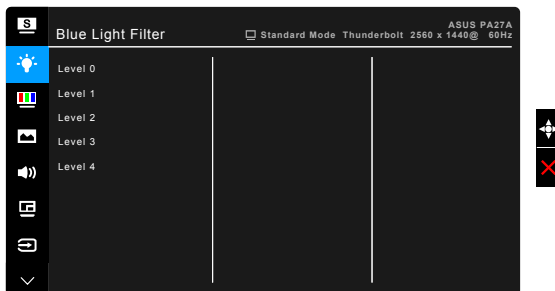 S
ASUS PA27A
Blue Light Filter
Standard Mode Thunderbolt 2560 x 1440@ 60Hz
Level 0
Level 1
Level 2
Level 3
Level 4